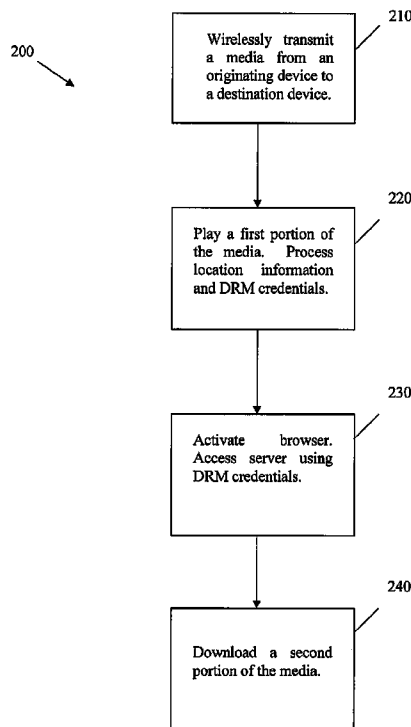 200
210
Wirelessly transmit
a media from an
originating device to
a destination device.
220
Play a first portion of
the media. Process
location information
and DRM credentials.
230
Activate browser.
Access server using
DRM credentials.
240
Download a second
portion of the media.